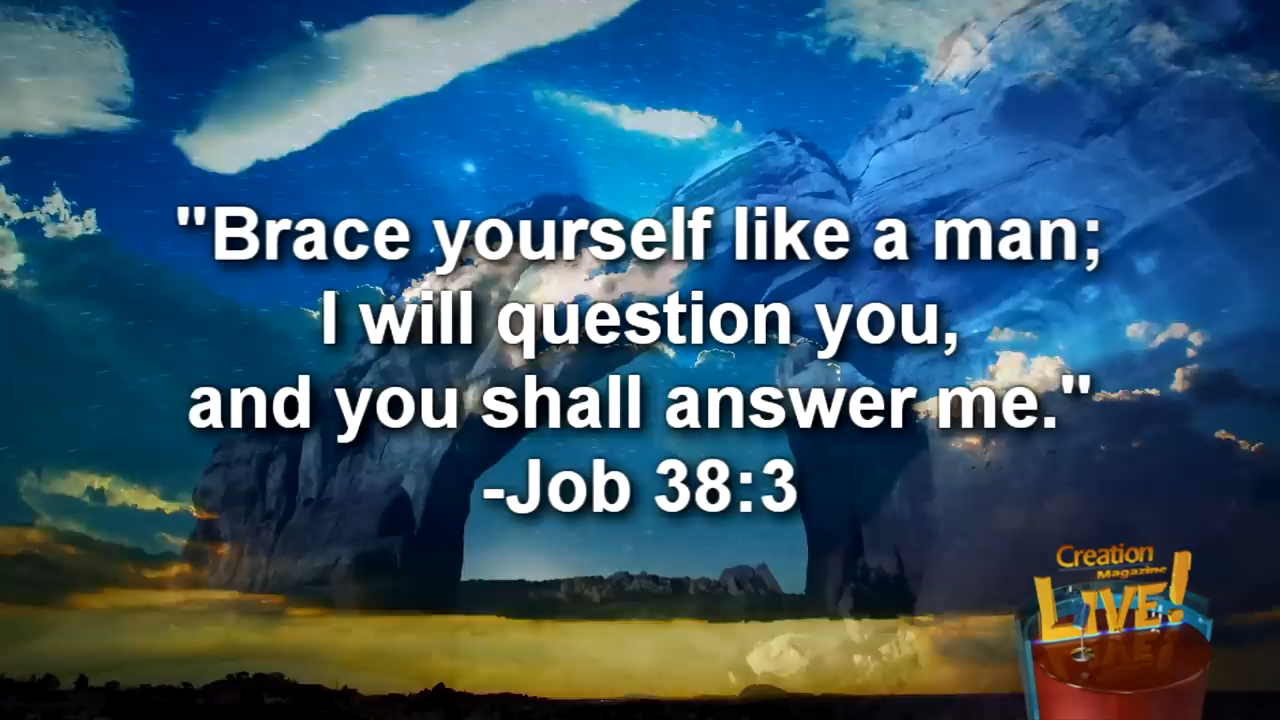 "Brace yourself like a man;
I will question you,
and you shall answer me."
-Job 38:3
Creation
Magazine
LIVE!